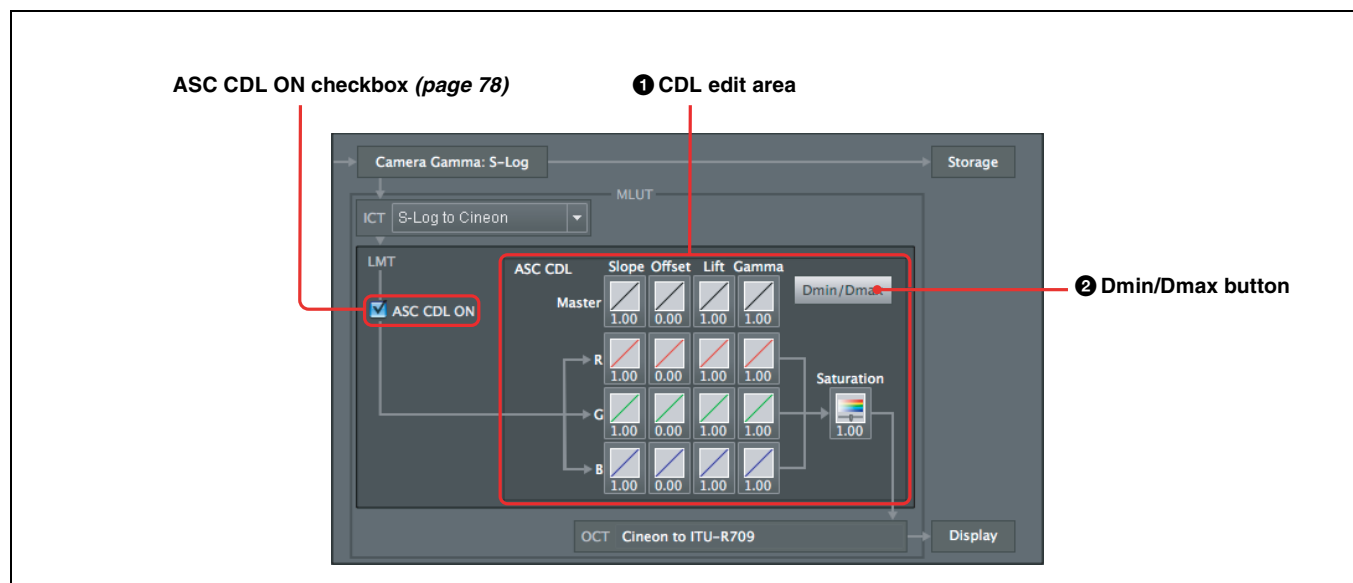 ASC CDL ON checkbox (page 78)
❶ CDL edit area
Camera Gamma: S-Log
Storage
MLUT
ICT S-Log to Cineon
LMT
ASC CDL Slope Offset Lift Gamma
Dmin/Dmax
❷ Dmin/Dmax button
Master
ASC CDL ON
1.00 0.00 1.00 1.00
R
1.00 0.00 1.00 1.00
Saturation
G
1.00 0.00 1.00 1.00
1.00
B
1.00 0.00 1.00 1.00
OCT Cineon to ITU-R709
Display